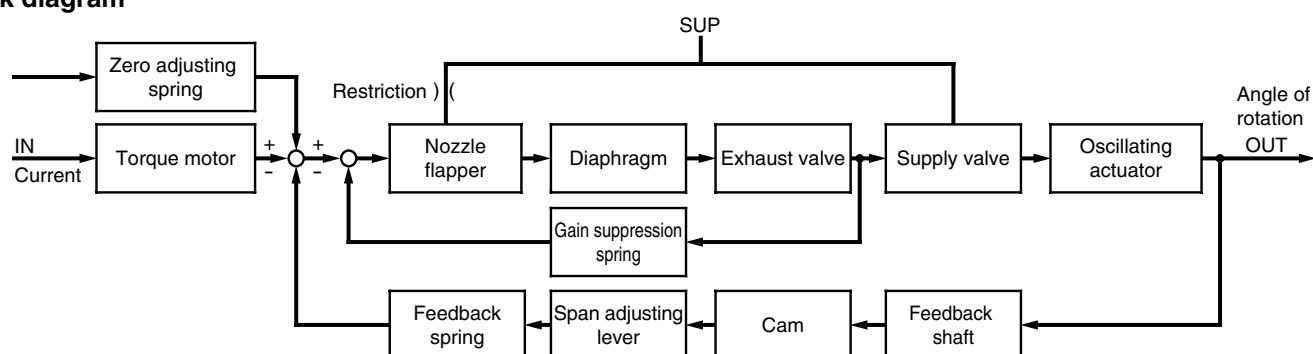 k diagram
SUP
Zero adjusting
spring
Restriction ) (
Angle of
rotation
OUT
IN
Current
Torque motor
+
-
+
-
Nozzle
flapper
Diaphragm
Exhaust valve
Supply valve
Oscillating
actuator
Gain suppression
spring
Feedback
spring
Span adjusting
lever
Cam
Feedback
shaft